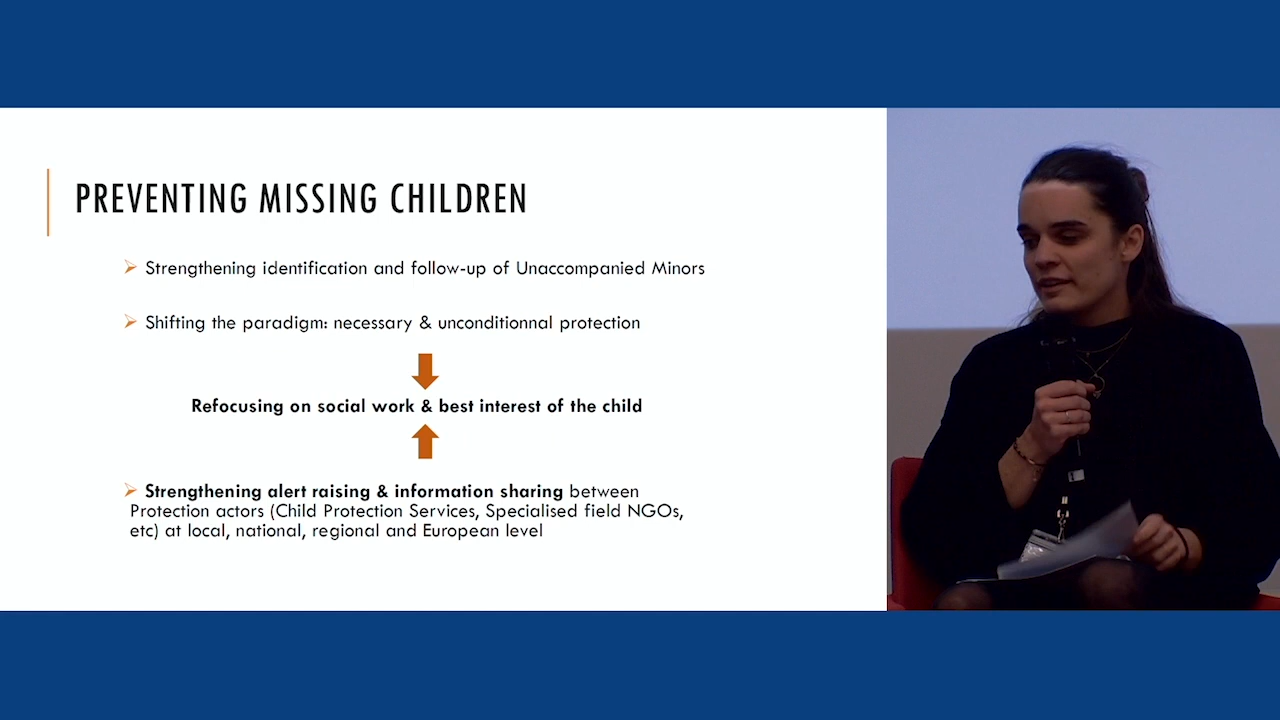 PREVENTING MISSING CHILDREN
Strengthening identification and follow-up of Unaccompanied Minors
Shifting the paradigm: necessary & unconditionnal protection
Refocusing on social work & best interest of the child
Strengthening alert raising & information sharing between
Protection actors (Child Protection Services, Specialised field NGOs,
etc) at local, national, regional and European level